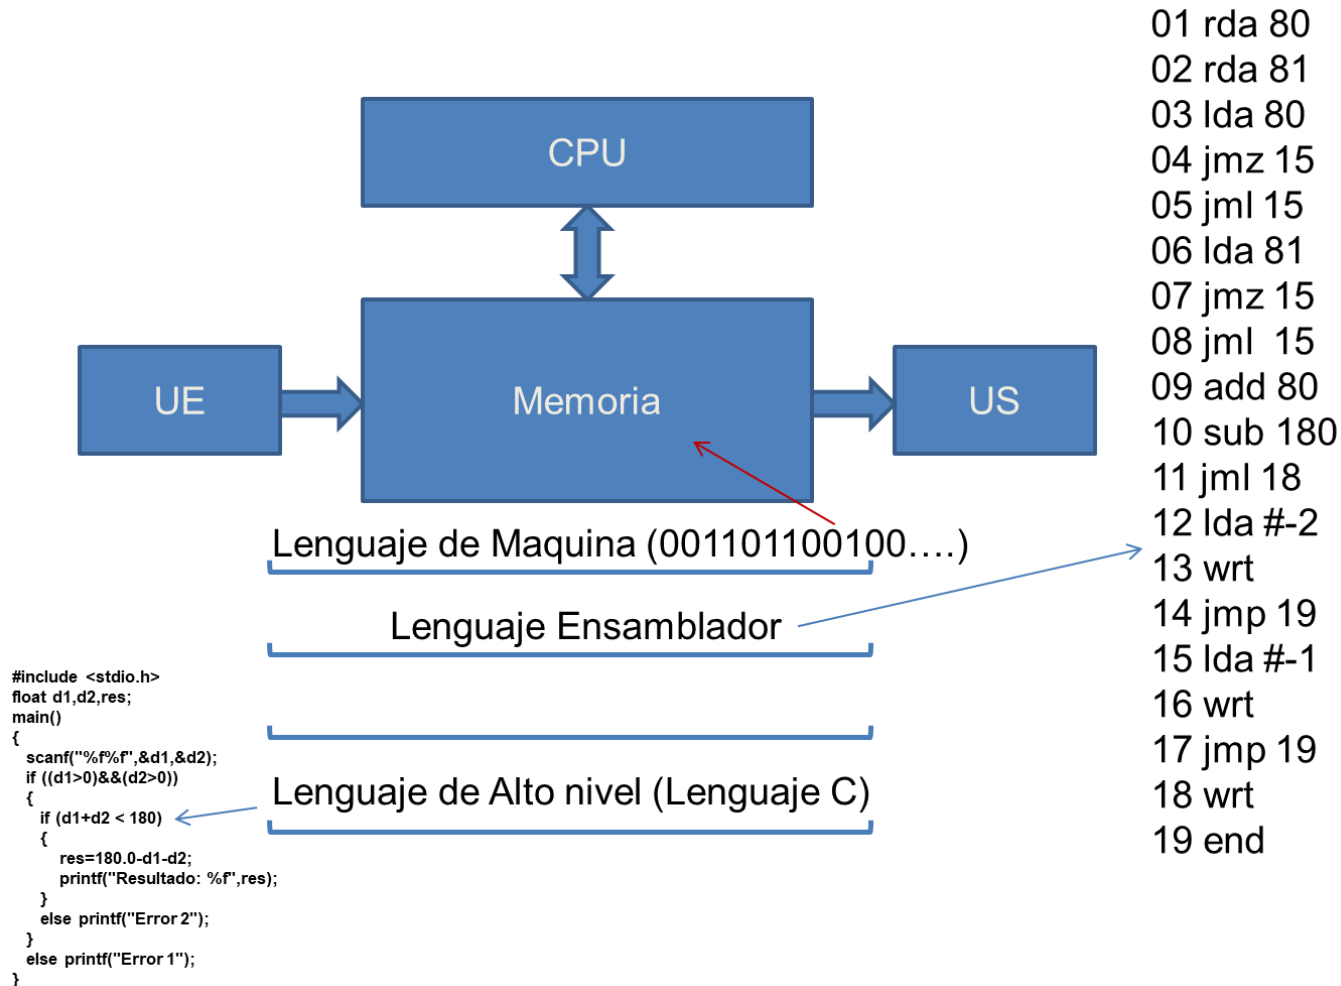 CPU
UE
Memoria
US
Lenguaje de Maquina (001101100100....)
Lenguaje Ensamblador
Lenguaje de Alto nivel (Lenguaje C)
#include <stdio.h>
float d1,d2,res;
main()
{
scanf("%f%f",&d1,&d2);
if ((d1>0)&&(d2>0))
{
if (d1+d2 < 180)
{
res=180.0-d1-d2;
printf("Resultado: %f",res);
}
else printf("Error 2");
}
else printf("Error 1");
}
01 rda 80
02 rda 81
03 lda 80
04 jmz 15
05 jml 15
06 lda 81
07 jmz 15
08 jml  15
09 add 80
10 sub 180
11 jml 18
12 lda #-2
13 wrt
14 jmp 19
15 lda #-1
16 wrt
17 jmp 19
18 wrt
19 end